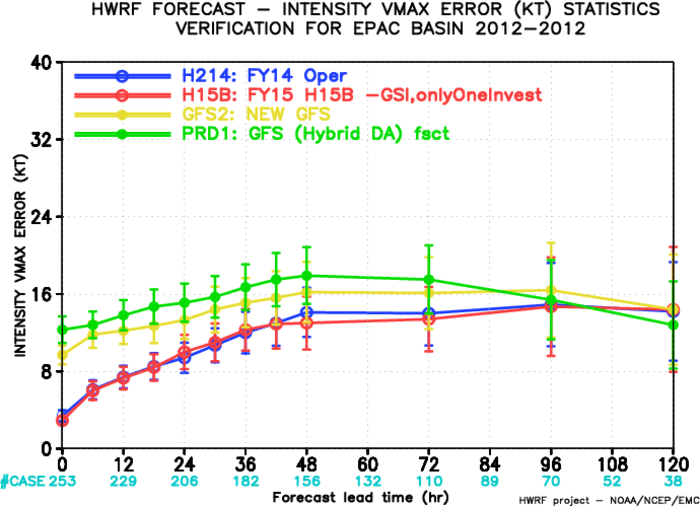 HWRF FORECAST – INTENSITY VMAX ERROR (KT) STATISTICS
VERIFICATION FOR EPAC BASIN 2012–2012
H214: FY14 Oper
H15B: FY15 H15B –GSI,onlyOneInvest
GFS2: NEW GFS
PRD1: GFS (Hybrid DA) fsct
INTENSITY VMAX ERROR (KT)
40
32
24
16
8
0
0 12 24 36 48 60 72 84 96 108 120
#CASE 253 229 206 182 156 132 110 89 70 52 38
Forecast lead time (hr)
HWRF project – NOAA/NCEP/EMC